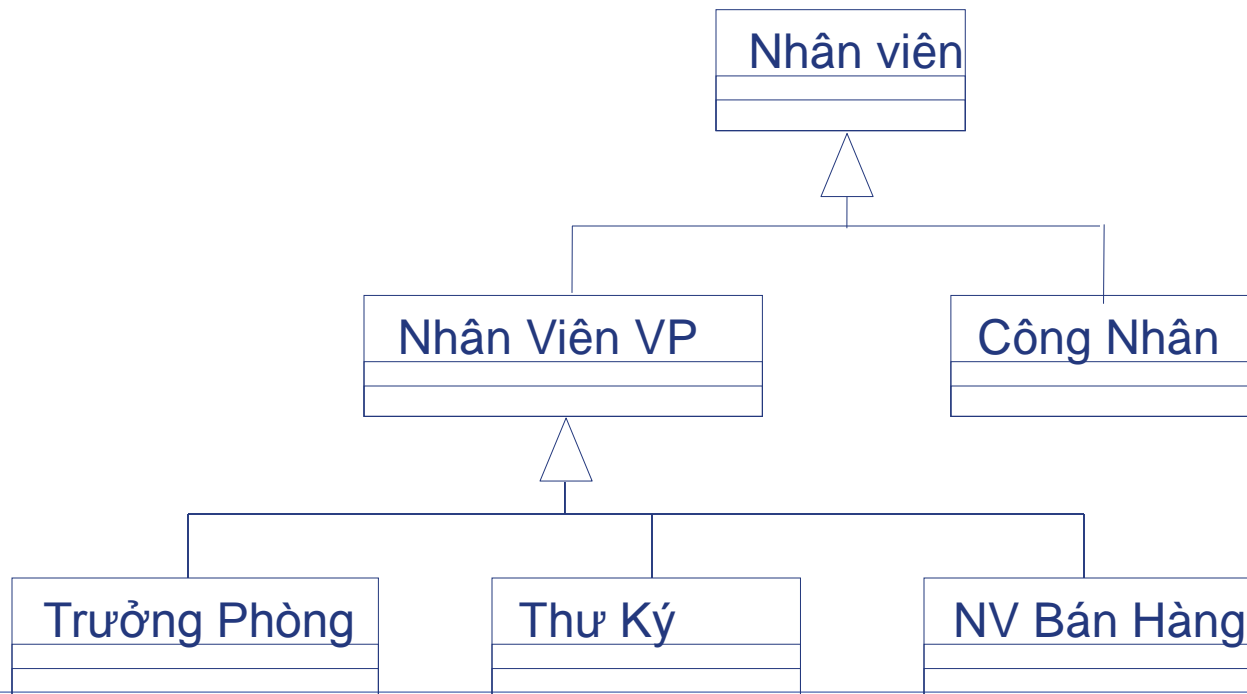 Nhân viên
Nhân Viên VP
Công Nhân
Trưởng Phòng
Thư Ký
NV Bán Hàng